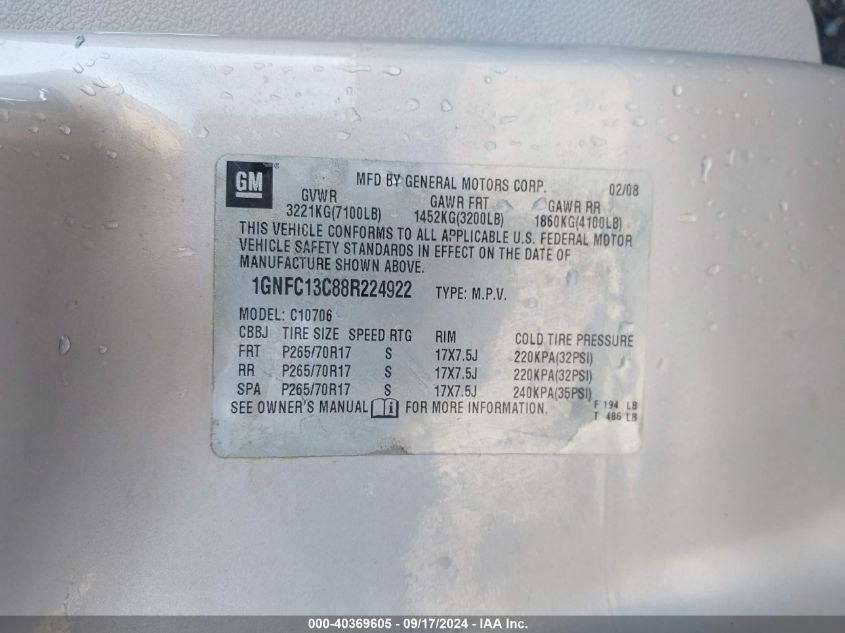 GM ®
MFD BY GENERAL MOTORS CORP. 02/08
GVWR GAWR FRT GAWR RR
3221KG(7100LB) 1452KG(3200LB) 1860KG(4100LB)
THIS VEHICLE CONFORMS TO ALL APPLICABLE U.S. FEDERAL MOTOR
VEHICLE SAFETY STANDARDS IN EFFECT ON THE DATE OF
MANUFACTURE SHOWN ABOVE.
1GNFC13C88R224922 TYPE: M.P.V.
MODEL: C10706
CBBJ TIRE SIZE SPEED RTG RIM COLD TIRE PRESSURE
FRT P265/70R17 S 17X7.5J 220KPA(32PSI)
RR P265/70R17 S 17X7.5J 220KPA(32PSI)
SPA P265/70R17 S 17X7.5J 240KPA(35PSI)
SEE OWNER'S MANUAL i FOR MORE INFORMATION.
F 194 LB
T 486 LB
000-40369605 - 09/17/2024 - IAA Inc.